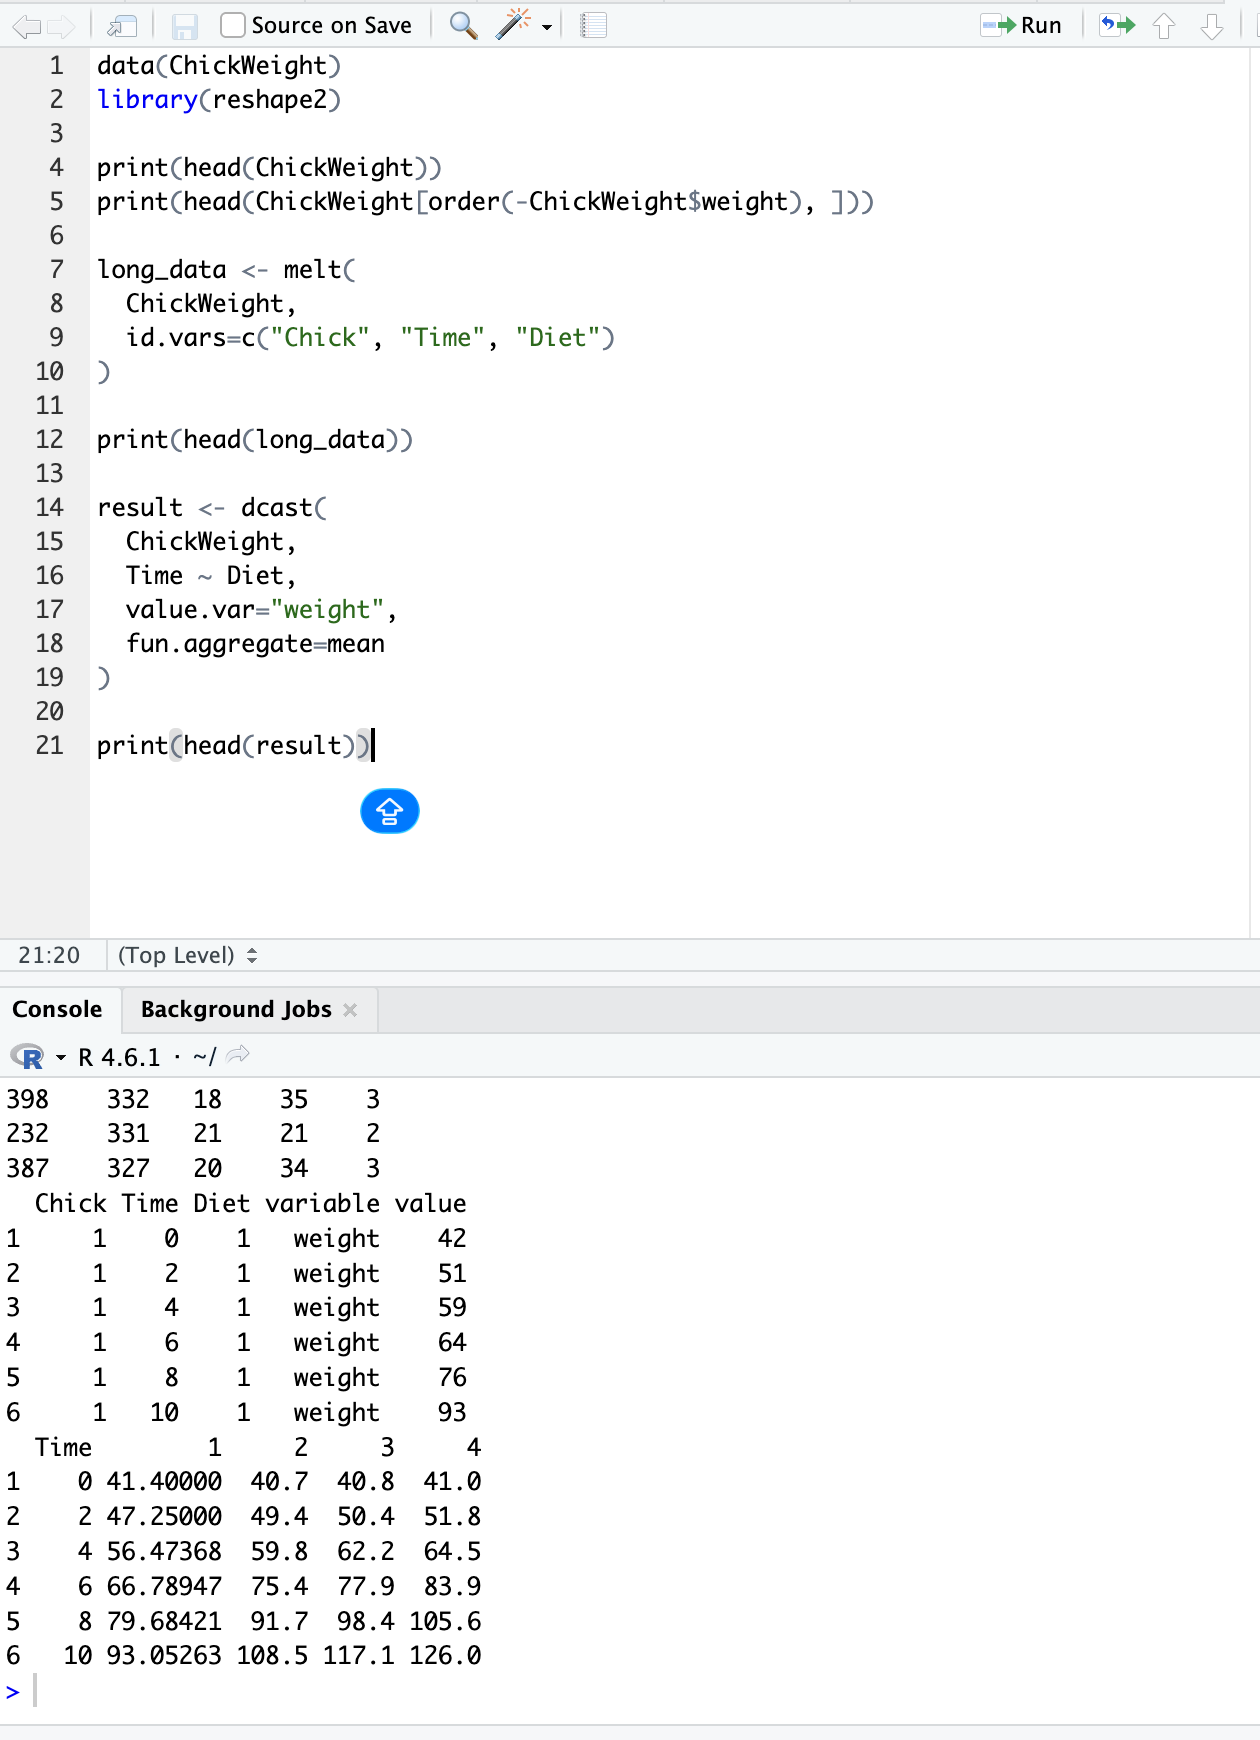 Source on Save Run
1 data(ChickWeight)
2 library(reshape2)
3
4 print(head(ChickWeight))
5 print(head(ChickWeight[order(-ChickWeight$weight), ]))
6
7 long_data <- melt(
8   ChickWeight,
9   id.vars=c("Chick", "Time", "Diet")
10 )
11
12 print(head(long_data))
13
14 result <- dcast(
15   ChickWeight,
16   Time ~ Diet,
17   value.var="weight",
18   fun.aggregate=mean
19 )
20
21 print(head(result))
21:20 (Top Level)
Console Background Jobs
R R 4.6.1 · ~/
398    332   18    35    3
232    331   21    21    2
387    327   20    34    3
  Chick Time Diet variable value
1     1    0    1   weight    42
2     1    2    1   weight    51
3     1    4    1   weight    59
4     1    6    1   weight    64
5     1    8    1   weight    76
6     1   10    1   weight    93
  Time        1     2     3     4
1    0 41.40000  40.7  40.8  41.0
2    2 47.25000  49.4  50.4  51.8
3    4 56.47368  59.8  62.2  64.5
4    6 66.78947  75.4  77.9  83.9
5    8 79.68421  91.7  98.4 105.6
6   10 93.05263 108.5 117.1 126.0
>